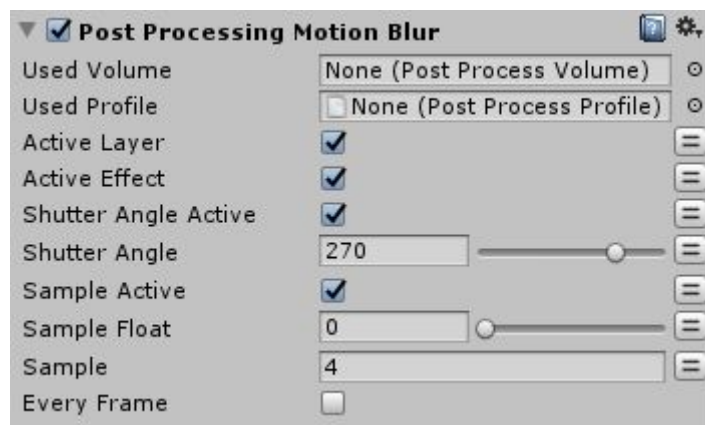 Post Processing Motion Blur
Used Volume None (Post Process Volume)
Used Profile None (Post Process Profile)
Active Layer
Active Effect
Shutter Angle Active
Shutter Angle 270
Sample Active
Sample Float 0
Sample 4
Every Frame